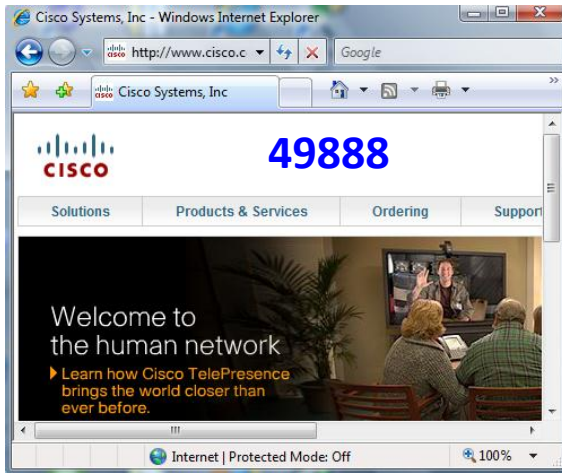 Cisco Systems, Inc - Windows Internet Explorer
http://www.cisco.c Google
Cisco Systems, Inc
CISCO 49888
Solutions Products & Services Ordering Support
Welcome to
the human network
Learn how Cisco TelePresence
brings the world closer than
ever before.
Internet | Protected Mode: Off 100%